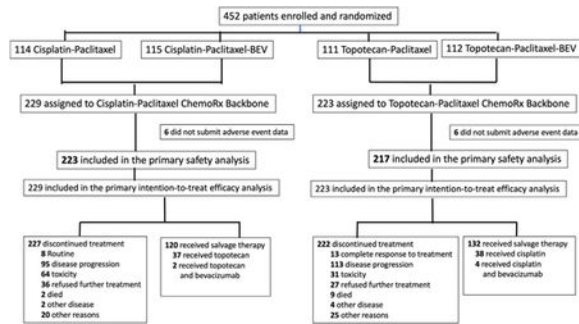 452 patients enrolled and randomized
114 Cisplatin-Paclitaxel
115 Cisplatin-Paclitaxel-BEV
111 Topotecan-Paclitaxel
112 Topotecan-Paclitaxel-BEV
229 assigned to Cisplatin-Paclitaxel ChemoRx Backbone
223 assigned to Topotecan-Paclitaxel ChemoRx Backbone
6 did not submit adverse event data
6 did not submit adverse event data
223 included in the primary safety analysis
217 included in the primary safety analysis
229 included in the primary intention-to-treat efficacy analysis
223 included in the primary intention-to-treat efficacy analysis
227 discontinued treatment
8 Routine
95 disease progression
64 toxicity
36 refused further treatment
2 died
2 other disease
20 other reasons
120 received salvage therapy
37 received topotecan
2 received topotecan
and bevacizumab
222 discontinued treatment
13 complete response to treatment
113 disease progression
31 toxicity
27 refused further treatment
9 died
4 other disease
25 other reasons
132 received salvage therapy
38 received cisplatin
4 received cisplatin
and bevacizumab